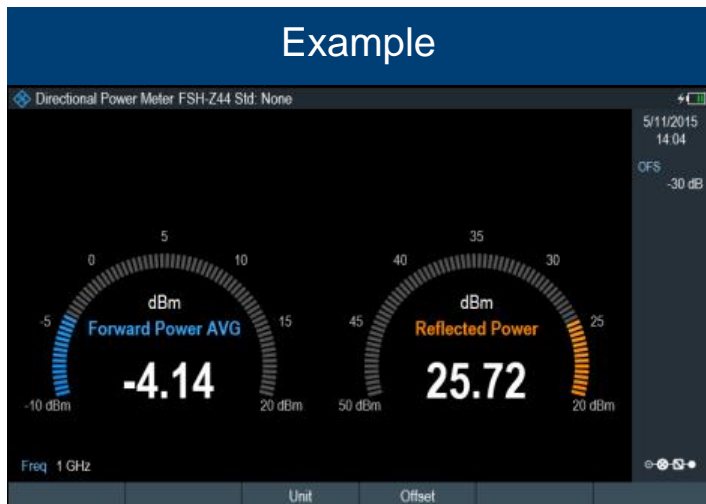 Example
Directional Power Meter FSH-Z44 Std: None
5/11/2015
14:04
OFS
-30 dB
5
0
10
-5
15
dBm
Forward Power AVG
-4.14
-10 dBm
20 dBm
35
40
30
45
25
dBm
Reflected Power
25.72
50 dBm
20 dBm
Freq 1 GHz
Unit
Offset